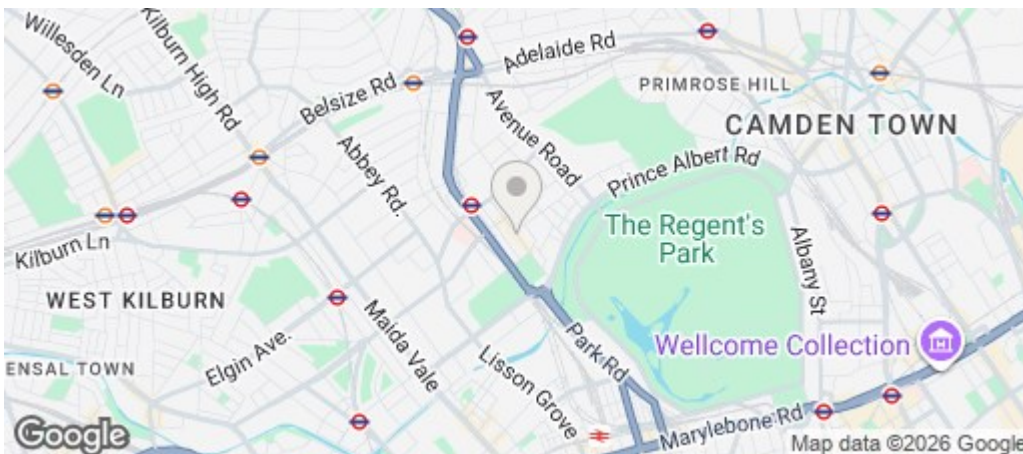 Willesden Ln
Kilburn High Rd
Adelaide Rd
Belsize Rd
PRIMROSE HILL
Avenue Road
CAMDEN TOWN
Abbey Rd.
Prince Albert Rd
The Regent's
Park
Kilburn Ln
Albany St
WEST KILBURN
Maida Vale
Park Rd
Wellcome Collection
Elgin Ave.
Lisson Grove
ENSAL TOWN
Marylebone Rd
Google
Map data ©2026 Google